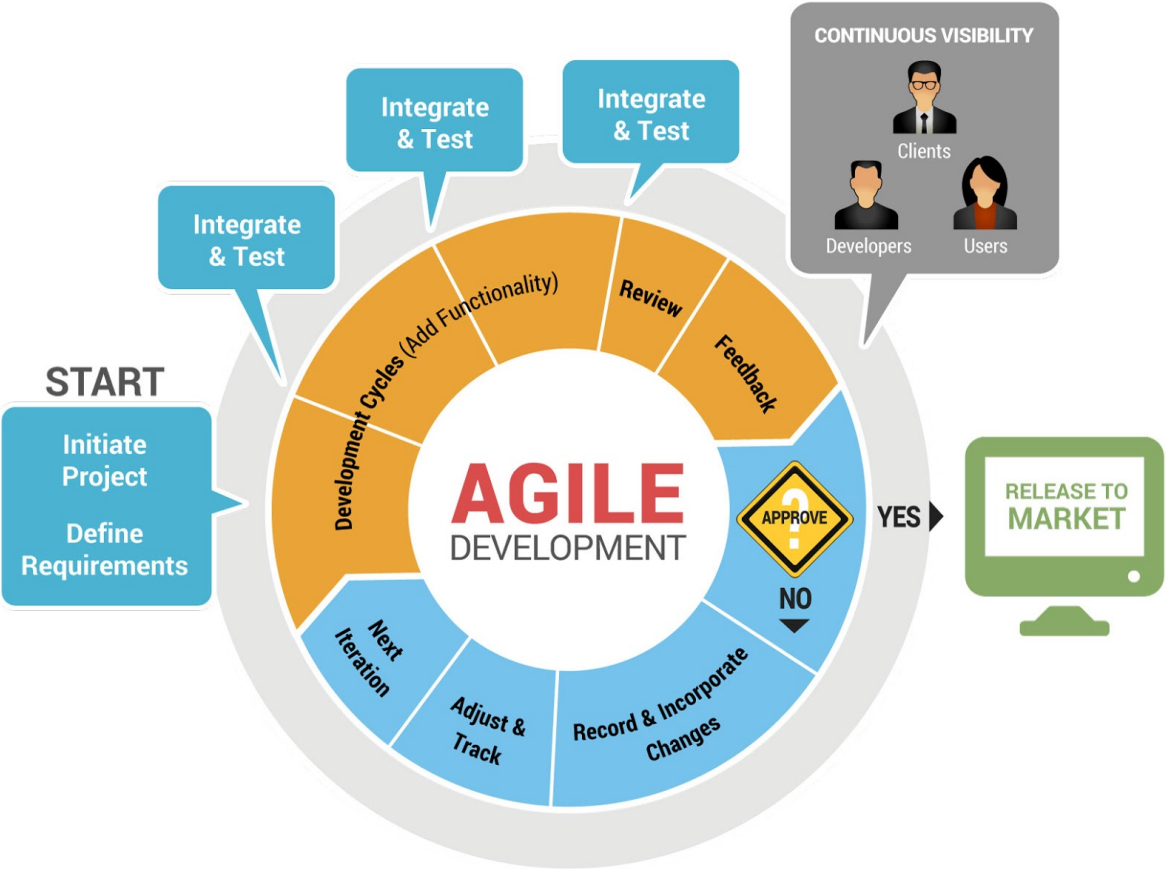 CONTINUOUS VISIBILITY
Clients
Developers
Users
Integrate
& Test
Integrate
& Test
Integrate
& Test
START
Initiate
Project
Define
Requirements
Development Cycles (Add Functionality)
Review
Feedback
AGILE
DEVELOPMENT
?
APPROVE
YES
NO
RELEASE TO
MARKET
Record & Incorporate
Changes
Adjust &
Track
Next
Iteration